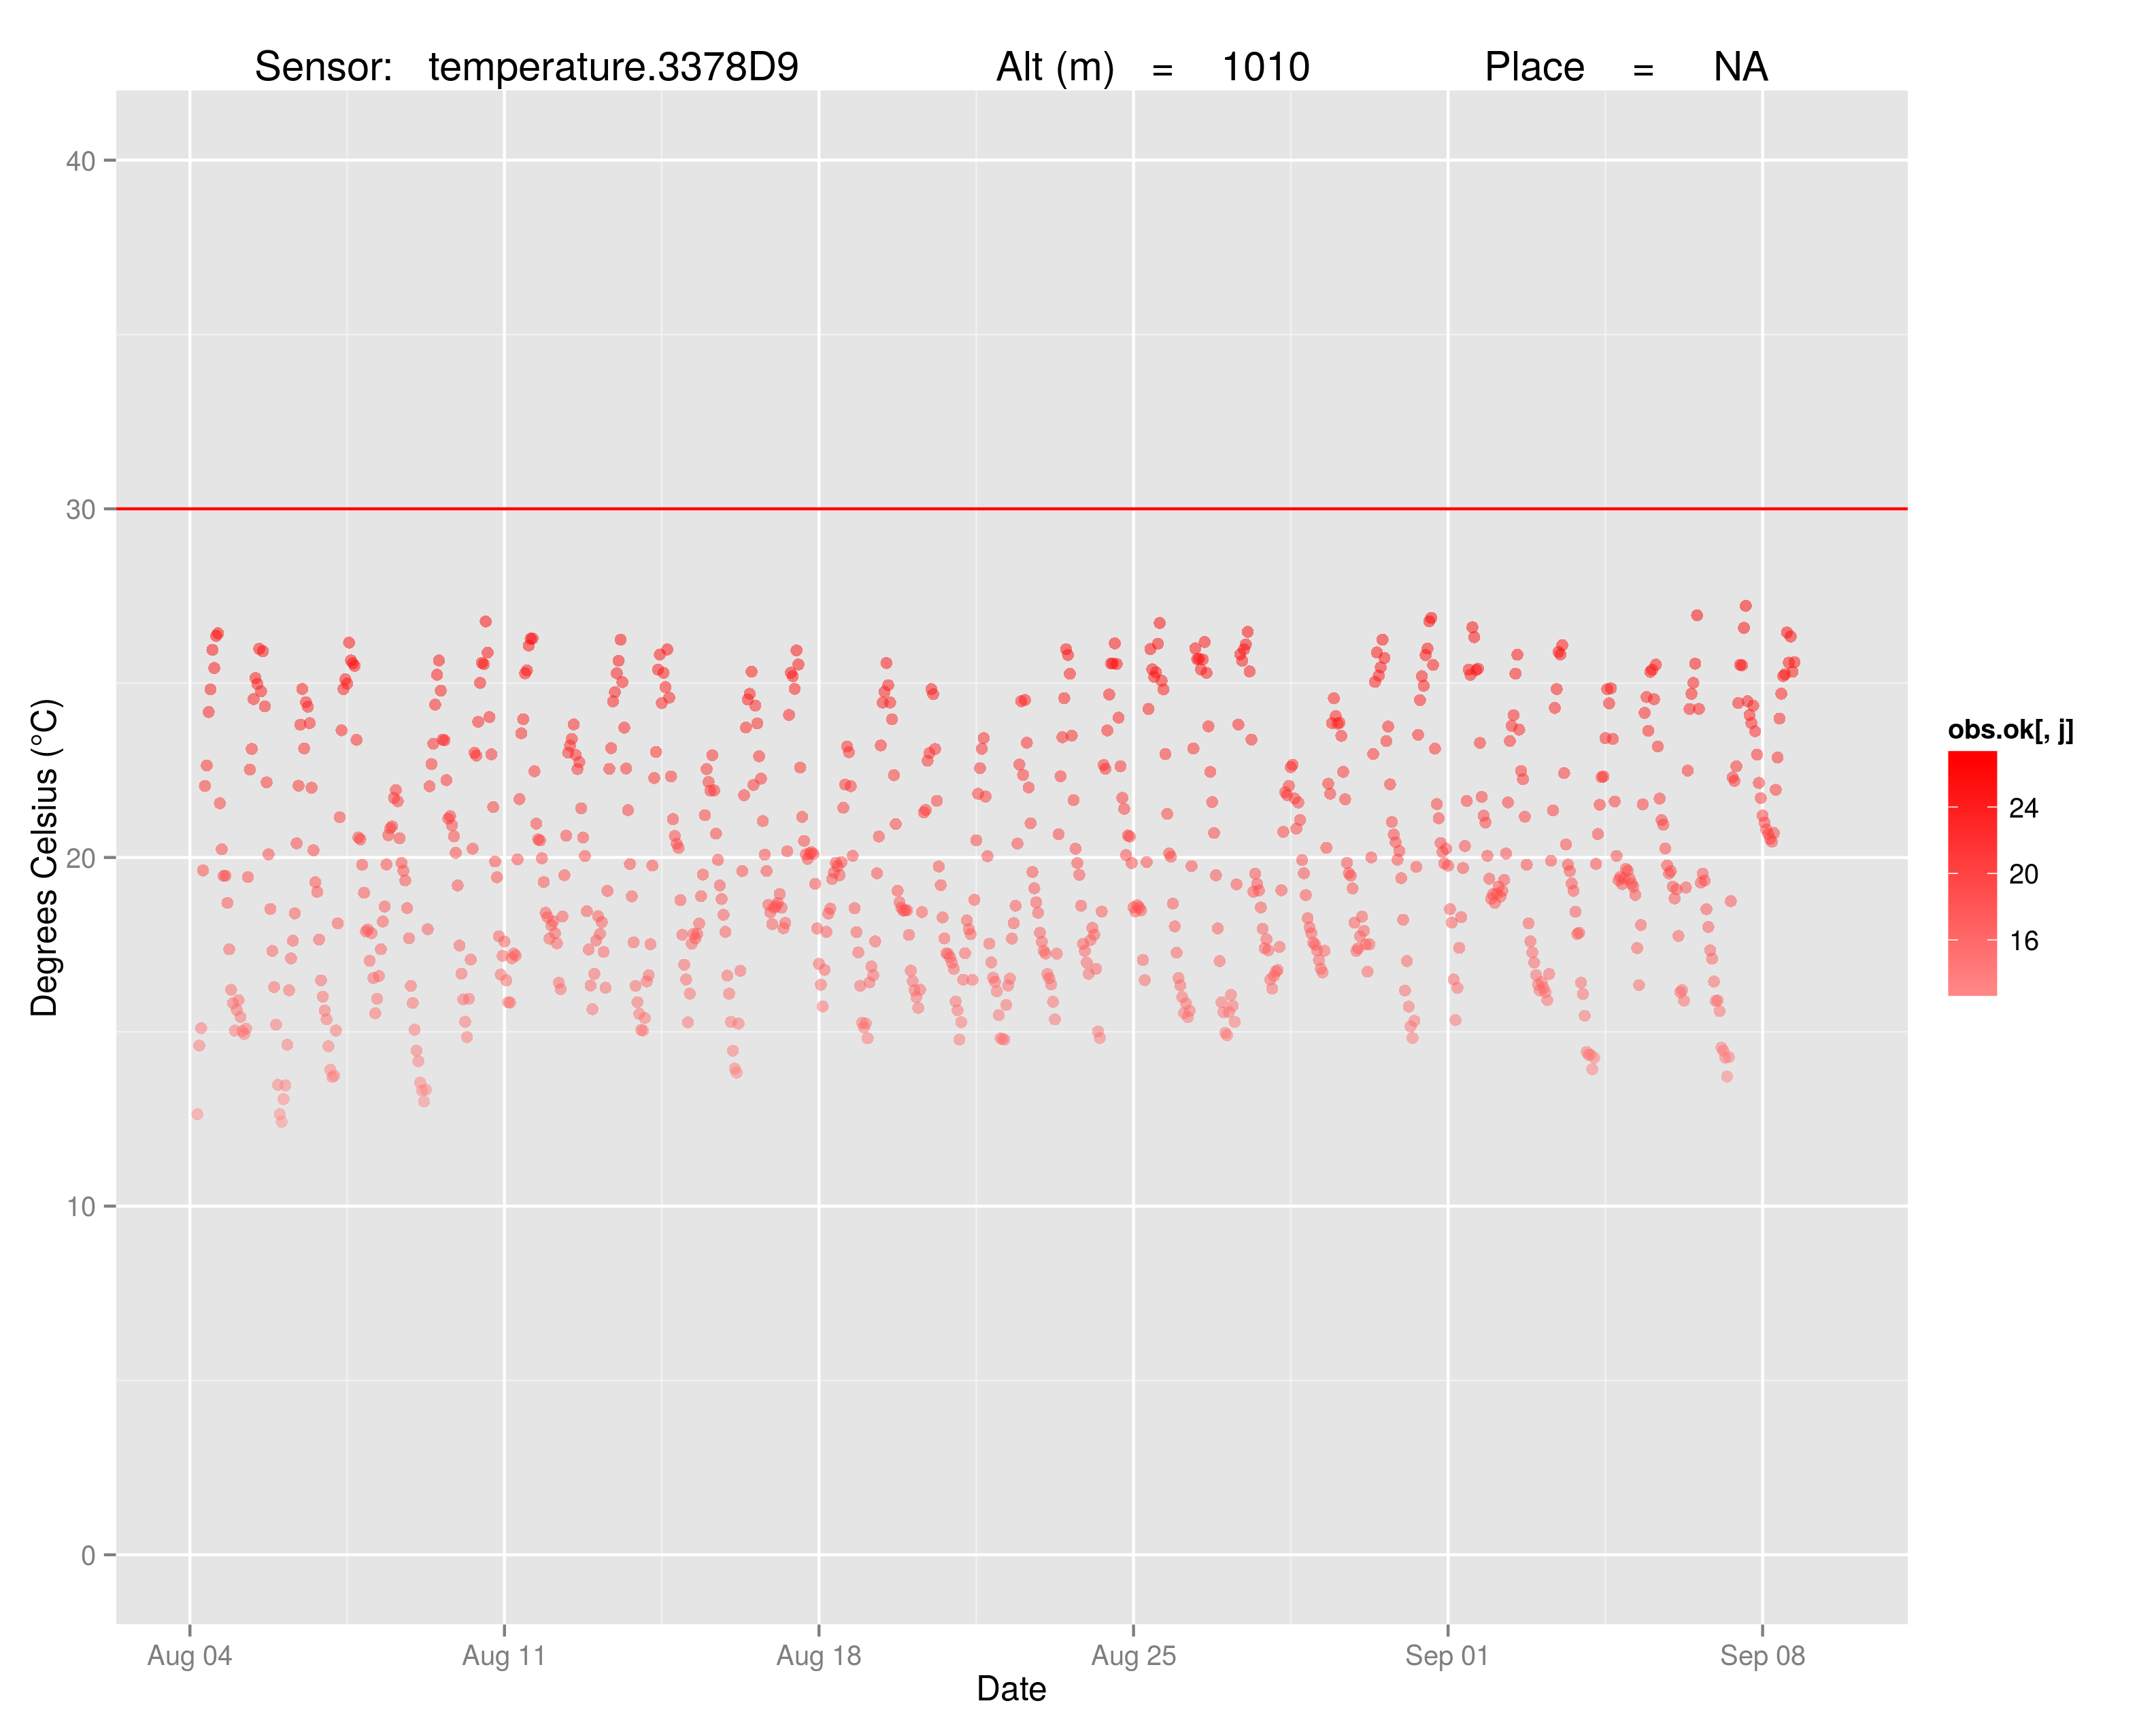 Sensor: temperature.3378D9 Alt (m) = 1010 Place = NA
40
30
20
10
0
Degrees Celsius (°C)
Aug 04 Aug 11 Aug 18 Aug 25 Sep 01 Sep 08
Date
obs.ok[, j]
24
20
16